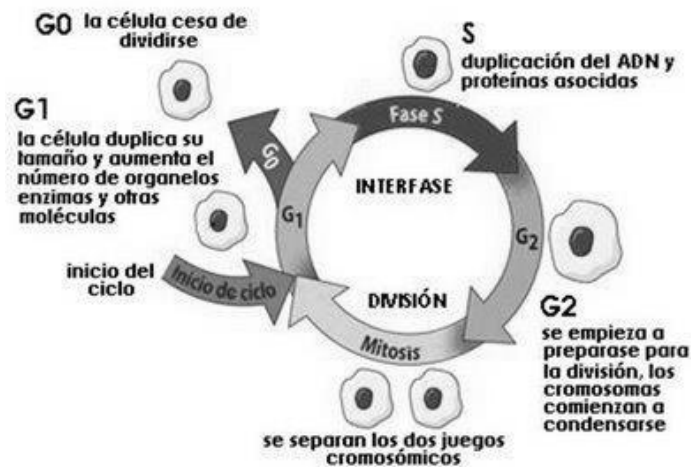 G0 la célula cesa de
dividirse
S
duplicación del ADN y
proteínas asocidas
G1
la célula duplica su
tamaño y aumenta el
número de organelos
enzimas y otras
moléculas
Fase S
G0
G1
INTERFASE
G2
inicio del
ciclo
Inicio de ciclo
DIVISIÓN
Mitosis
G2
se empieza a
preparase para
la división, los
cromosomas
comienzan a
condensarse
se separan los dos juegos
cromosómicos